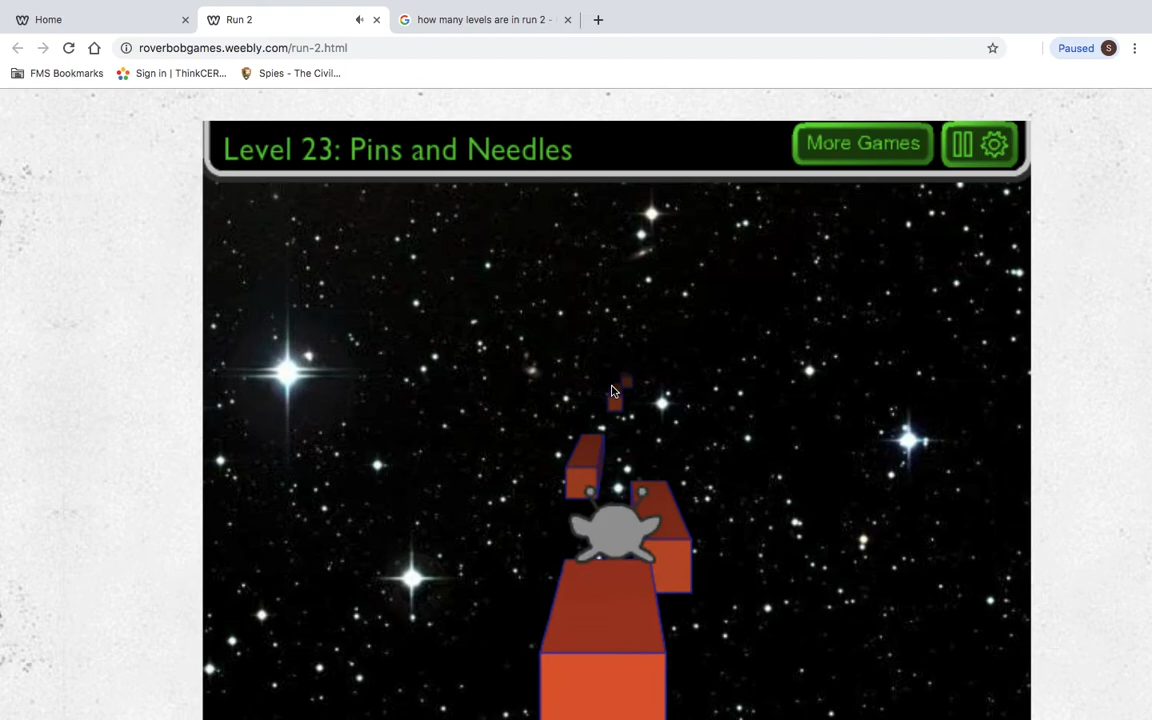 Home
Run 2
how many levels are in run 2 -
roverbobgames.weebly.com/run-2.html
Paused S
FMS Bookmarks
Sign in | ThinkCER...
Spies - The Civil...
Level 23: Pins and Needles
More Games